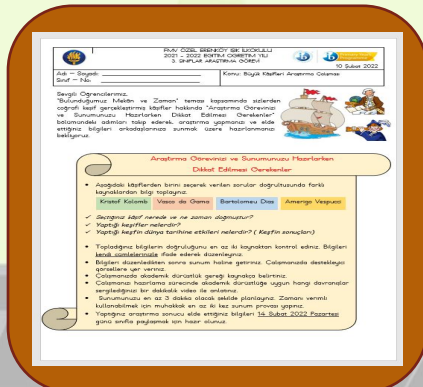 FMV ÖZEL ERENKÖY IŞIK İLKOKULU
2021 - 2022 EĞİTİM ÖĞRETİM YILI
3. SINIFLAR ARAŞTIRMA GÖREVİ
10 Şubat 2022
Adı - Soyadı:
Sınıf - No:
Konu: Büyük Kâşifleri Araştırma Çalışması
Sevgili Öğrencilerimiz,
"Bulunduğumuz Mekân ve Zaman" teması kapsamında sizlerden
coğrafi keşif gerçekleştirmiş kâşifler hakkında "Araştırma Görevinizi
ve Sunumunuzu Hazırlarken Dikkat Edilmesi Gerekenler"
bölümündeki adımları takip ederek, araştırma yapmanızı ve elde
ettiğiniz bilgileri arkadaşlarınıza sunmak üzere hazırlanmanızı
bekliyoruz.
Araştırma Görevinizi ve Sunumunuzu Hazırlarken
Dikkat Edilmesi Gerekenler
• Aşağıdaki kâşiflerden birini seçerek verilen sorular doğrultusunda farklı
kaynaklardan bilgi toplayınız.
Kristof Kolomb Vasco da Gama Bartolomeu Dias Amerigo Vespucci
✓ Seçtiğiniz kâşif nerede ve ne zaman doğmuştur?
✓ Yaptığı keşifler nelerdir?
✓ Yaptığı keşfin dünya tarihine etkileri nelerdir? ( Keşfin sonuçları)
• Topladığınız bilgilerin doğruluğunu en az iki kaynaktan kontrol ediniz. Bilgileri
kendi cümlelerinizle ifade ederek düzenleyiniz.
• Bilgileri düzenledikten sonra sunum haline getiriniz. Çalışmanızda destekleyici
görsellere yer veriniz.
• Çalışmanızda akademik dürüstlük gereği kaynakça belirtiniz.
• Çalışmanızı hazırlama sürecinde akademik dürüstlüğe uygun hangi davranışlar
sergilediğinizi bir dakikalık video ile anlatınız.
• Sunumunuzu en az 3 dakika olacak şekilde planlayınız. Zamanı verimli
kullanabilmek için muhakkak en az iki kez sunum provası yapınız.
• Yaptığınız araştırma sonucu elde ettiğiniz bilgileri 14 Şubat 2022 Pazartesi
günü sınıfla paylaşmak için hazır olunuz.